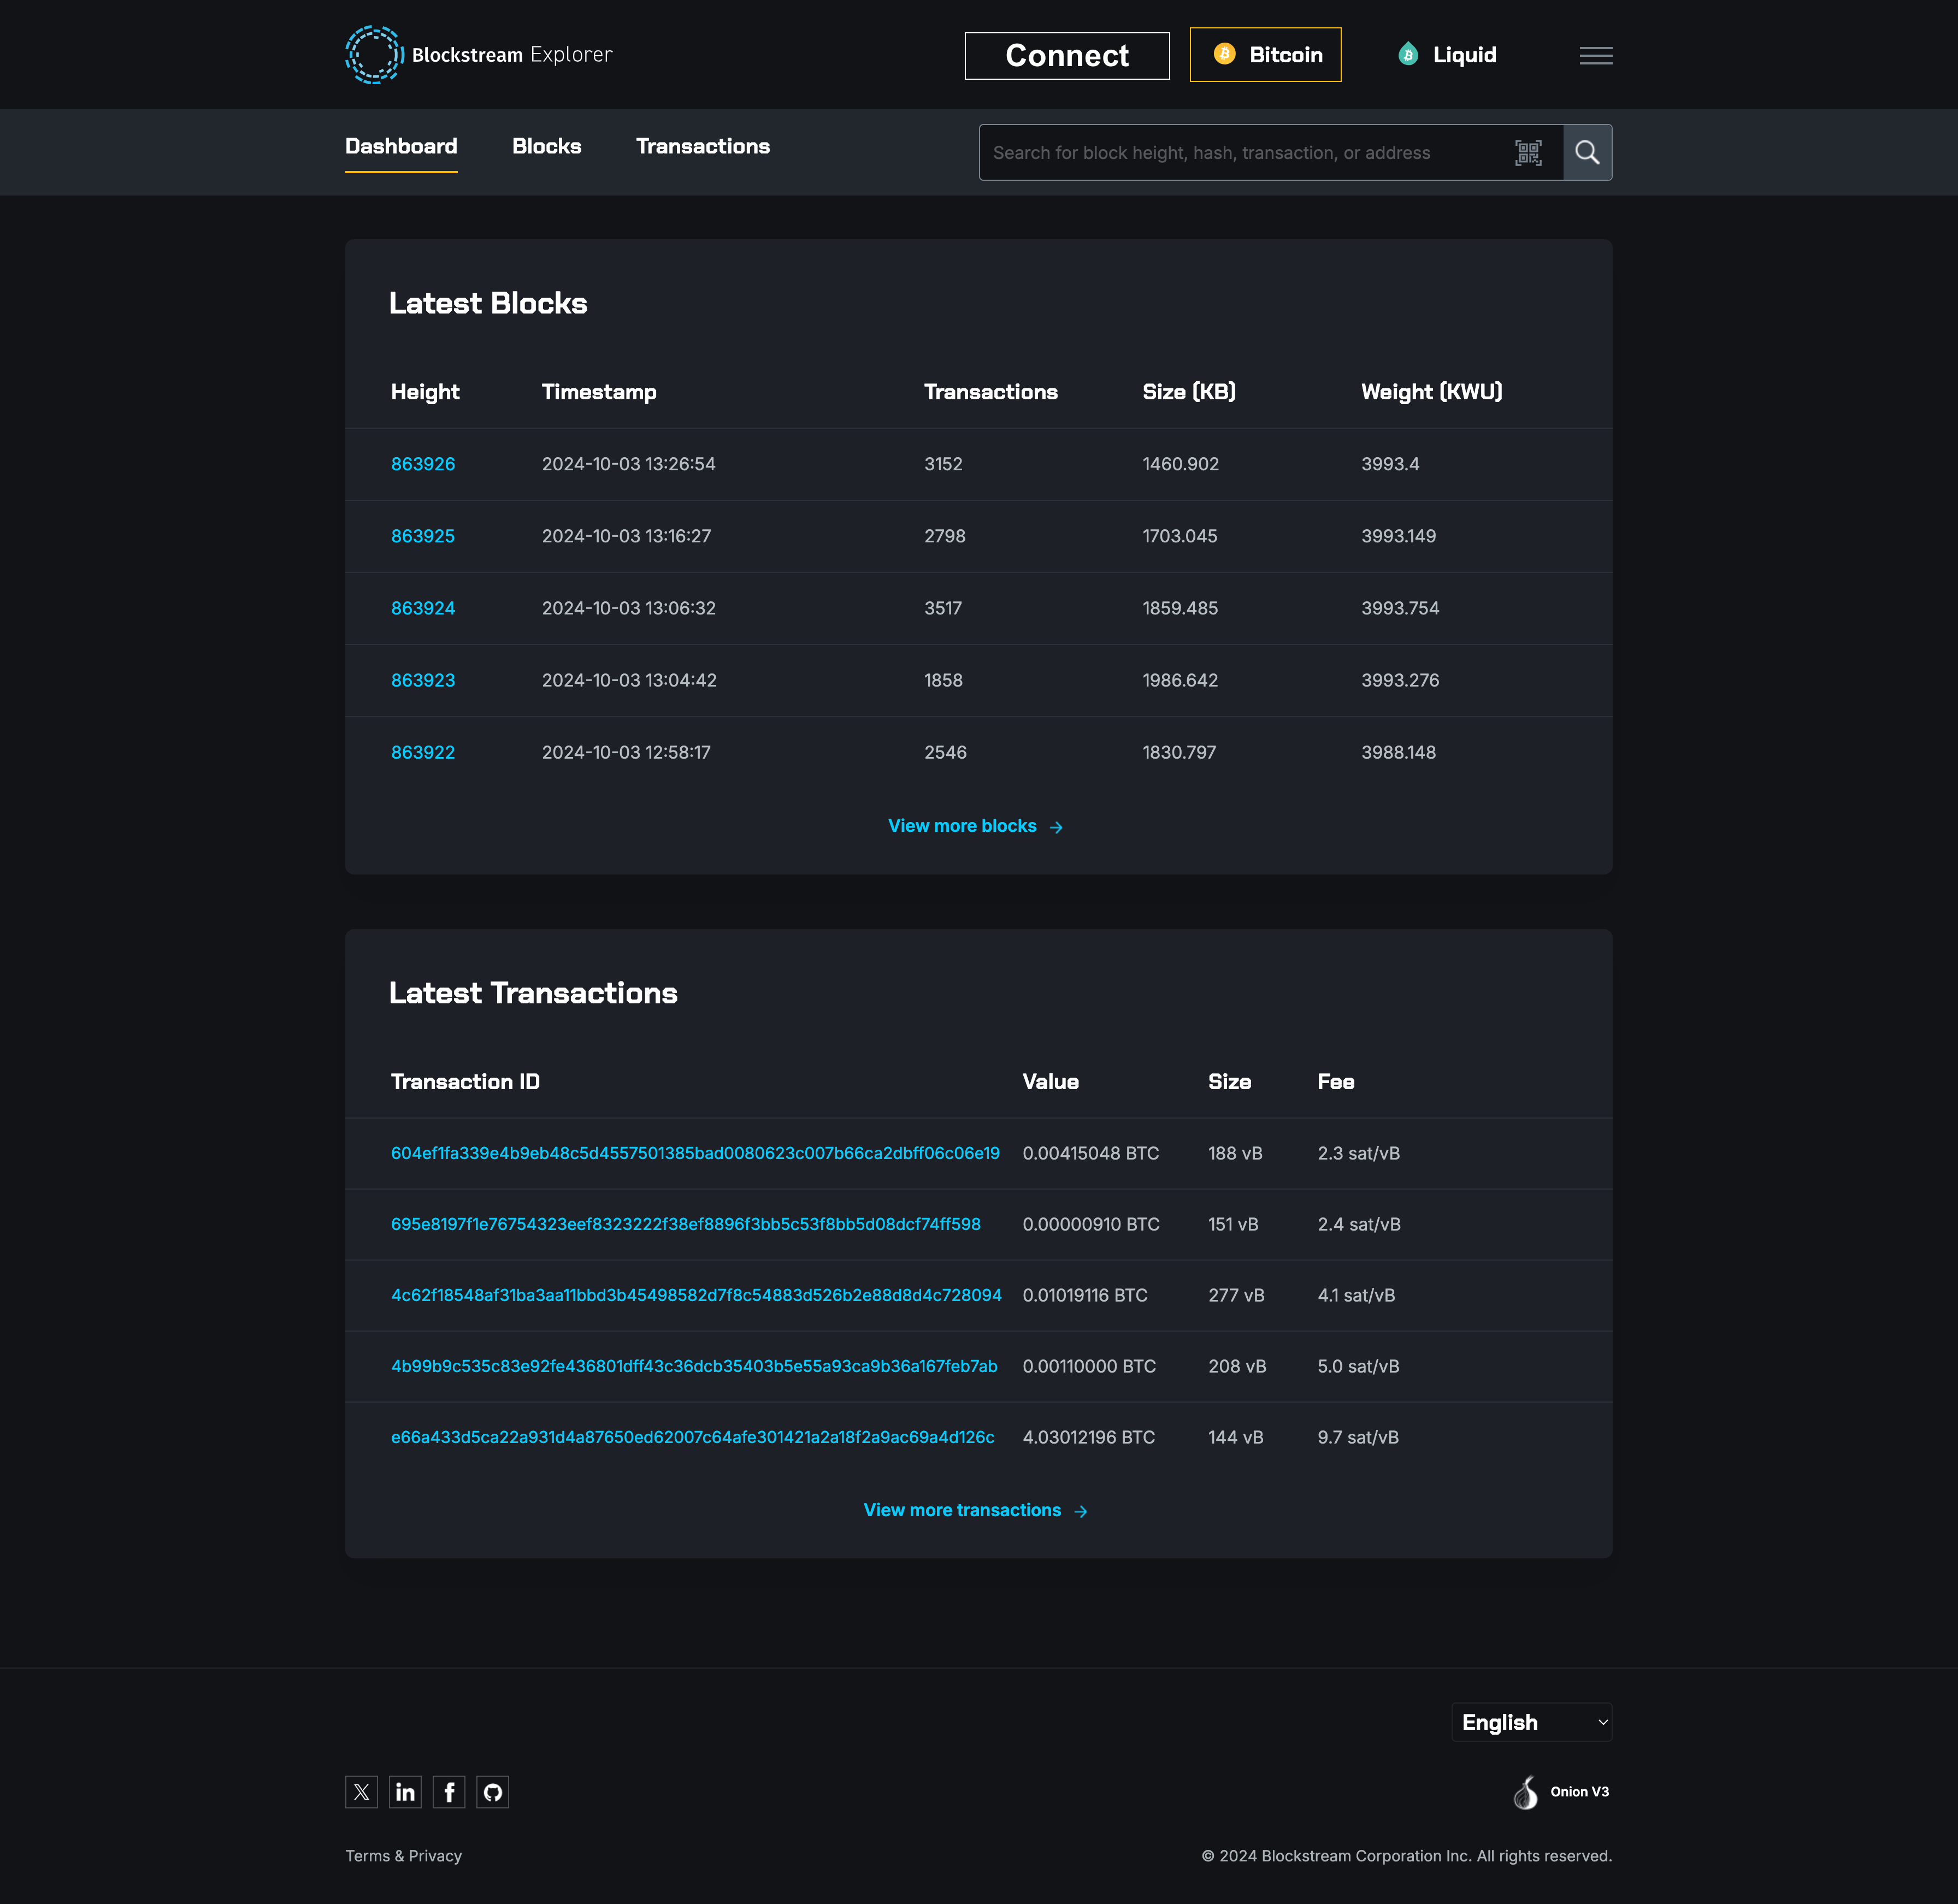 Blockstream Explorer
Connect
Bitcoin
Liquid
Dashboard Blocks Transactions
Search for block height, hash, transaction, or address
Latest Blocks
Height Timestamp Transactions Size (KB) Weight (KWU)
863926 2024-10-03 13:26:54 3152 1460.902 3993.4
863925 2024-10-03 13:16:27 2798 1703.045 3993.149
863924 2024-10-03 13:06:32 3517 1859.485 3993.754
863923 2024-10-03 13:04:42 1858 1986.642 3993.276
863922 2024-10-03 12:58:17 2546 1830.797 3988.148
View more blocks →
Latest Transactions
Transaction ID Value Size Fee
604ef1fa339e4b9eb48c5d4557501385bad0080623c007b66ca2dbff06c06e19 0.00415048 BTC 188 vB 2.3 sat/vB
695e8197f1e76754323eef8323222f38ef8896f3bb5c53f8bb5d08dcf74ff598 0.00000910 BTC 151 vB 2.4 sat/vB
4c62f18548af31ba3aa11bbd3b45498582d7f8c54883d526b2e88d8d4c728094 0.01019116 BTC 277 vB 4.1 sat/vB
4b99b9c535c83e92fe436801dff43c36dcb35403b5e55a93ca9b36a167feb7ab 0.00110000 BTC 208 vB 5.0 sat/vB
e66a433d5ca22a931d4a87650ed62007c64afe301421a2a18f2a9ac69a4d126c 4.03012196 BTC 144 vB 9.7 sat/vB
View more transactions →
English
Onion V3
Terms & Privacy
© 2024 Blockstream Corporation Inc. All rights reserved.